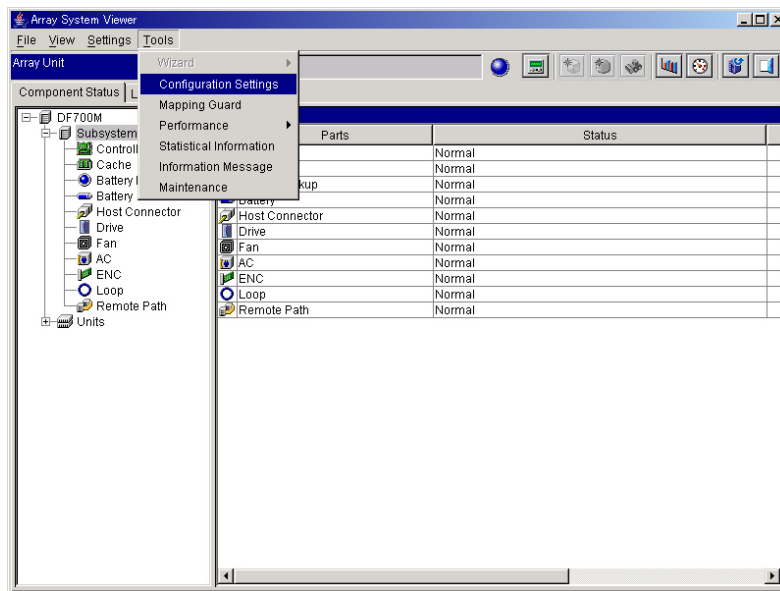 Array System Viewer
File View Settings Tools
Array Unit
Wizard
Configuration Settings
Mapping Guard
Performance
Statistical Information
Information Message
Maintenance
Component Status L
DF700M
Subsystem
Controll
Cache
Battery
Battery
Host Connector
Drive
Fan
AC
ENC
Loop
Remote Path
Units
Parts Status
Normal
Normal
kup Normal
Battery Normal
Host Connector Normal
Drive Normal
Fan Normal
AC Normal
ENC Normal
Loop Normal
Remote Path Normal